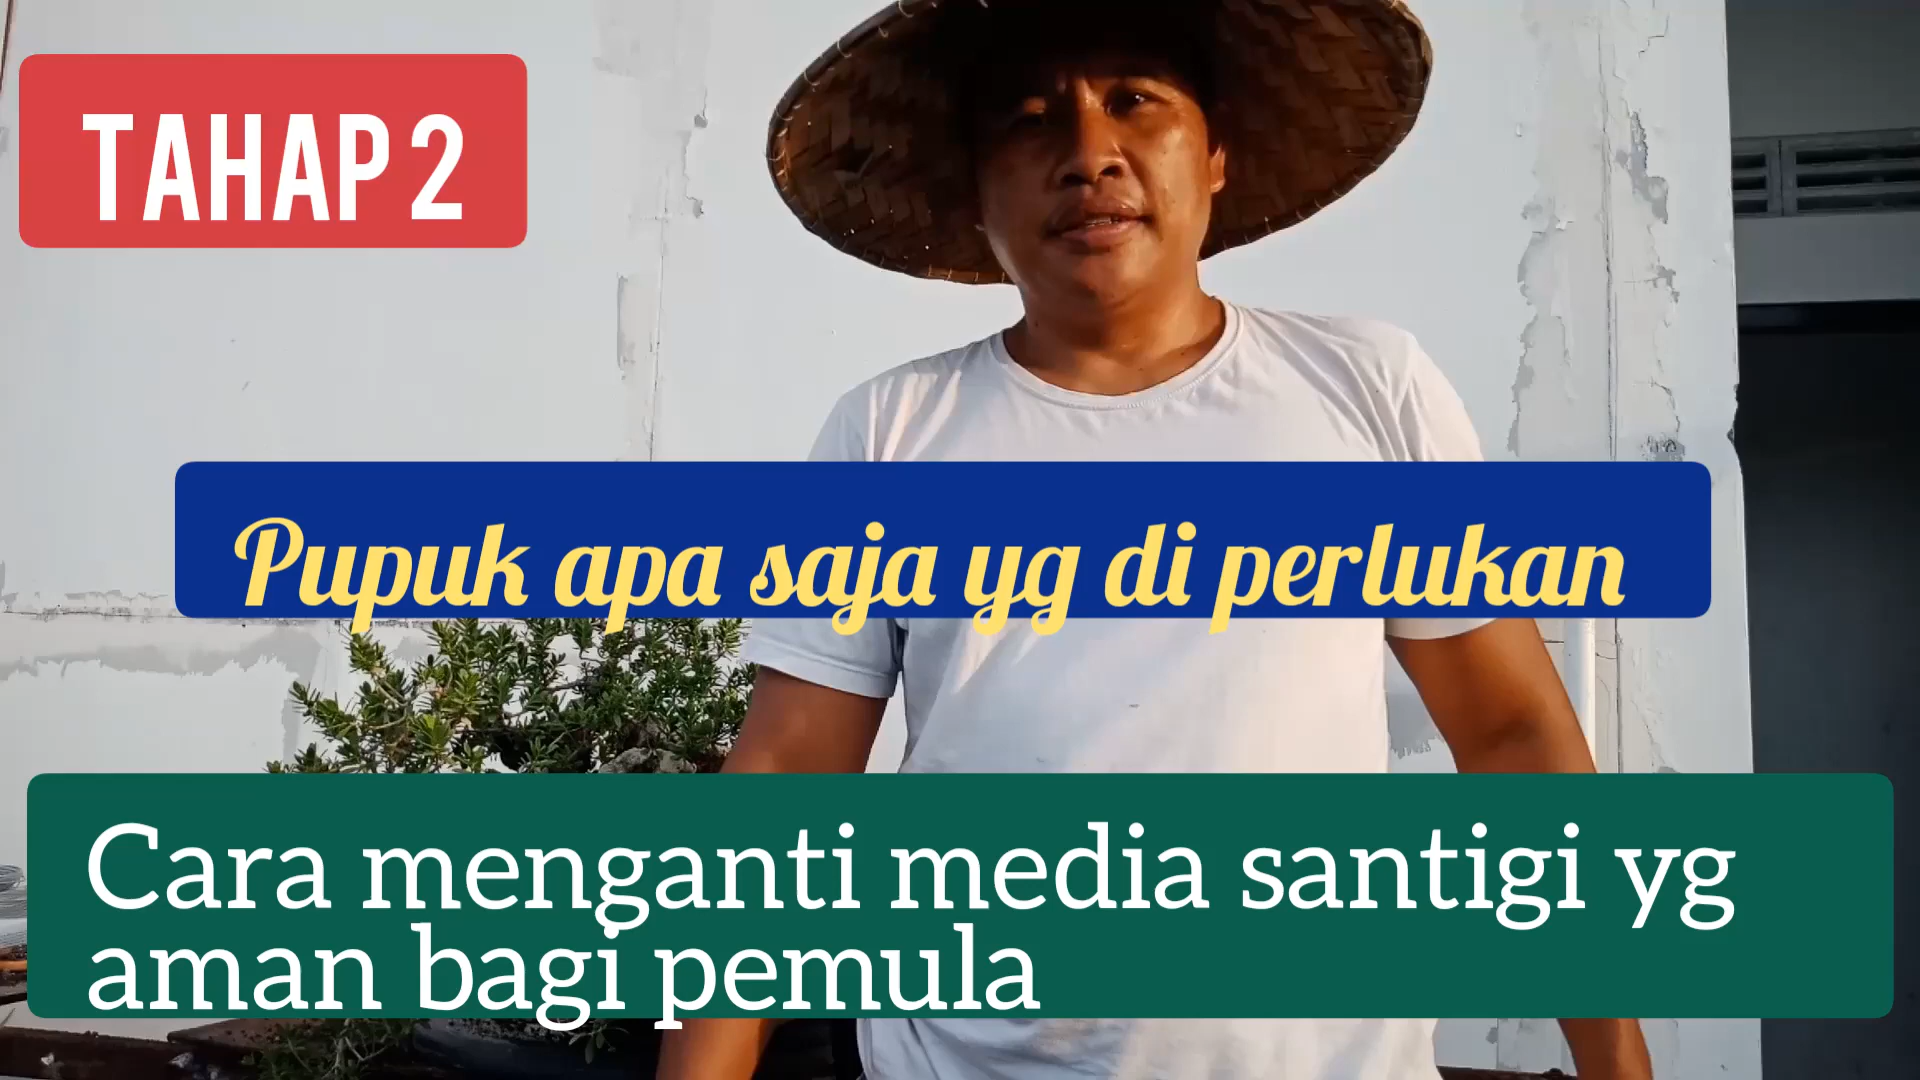 TAHAP 2
Pupuk apa saja yg di perlukan
Cara menganti media santigi yg
aman bagi pemula